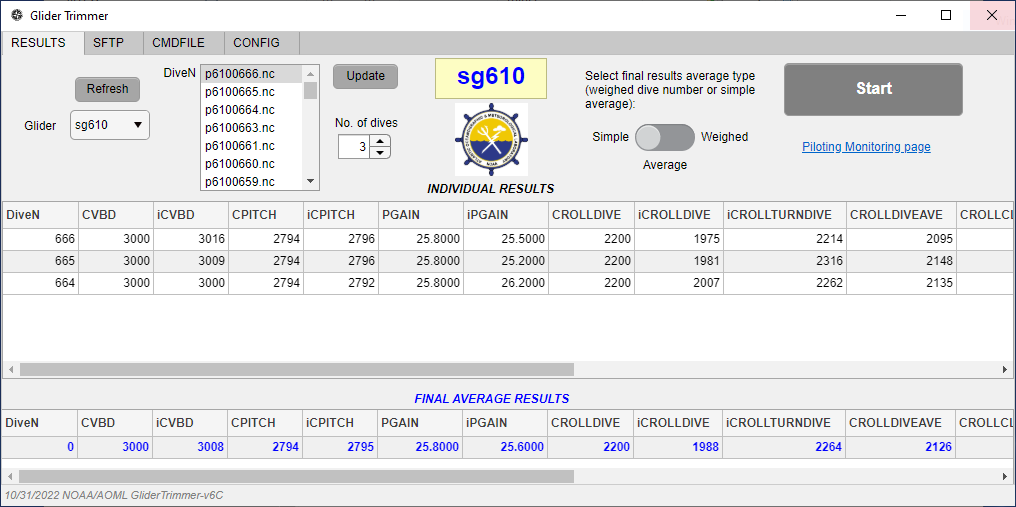 Glider Trimmer
RESULTS SFTP CMDFILE CONFIG
Refresh
Glider sg610
DiveN
p6100666.nc
p6100665.nc
p6100664.nc
p6100663.nc
p6100661.nc
p6100660.nc
p6100659.nc
Update
No. of dives
3
sg610
NOAA
Select final results average type
(weighed dive number or simple
average):
Simple Weighed
Average
Start
Piloting Monitoring page
INDIVIDUAL RESULTS
DiveN CVBD iCVBD CPITCH iCPITCH PGAIN iPGAIN CROLLDIVE iCROLLDIVE iCROLLTURNDIVE CROLLDIVEAVE CROLLCL
666 3000 3016 2794 2796 25.8000 25.5000 2200 1975 2214 2095
665 3000 3009 2794 2796 25.8000 25.2000 2200 1981 2316 2148
664 3000 3000 2794 2792 25.8000 26.2000 2200 2007 2262 2135
FINAL AVERAGE RESULTS
DiveN CVBD iCVBD CPITCH iCPITCH PGAIN iPGAIN CROLLDIVE iCROLLDIVE iCROLLTURNDIVE CROLLDIVEAVE CROLLCL
0 3000 3008 2794 2795 25.8000 25.6000 2200 1988 2264 2126
10/31/2022 NOAA/AOML GliderTrimmer-v6C